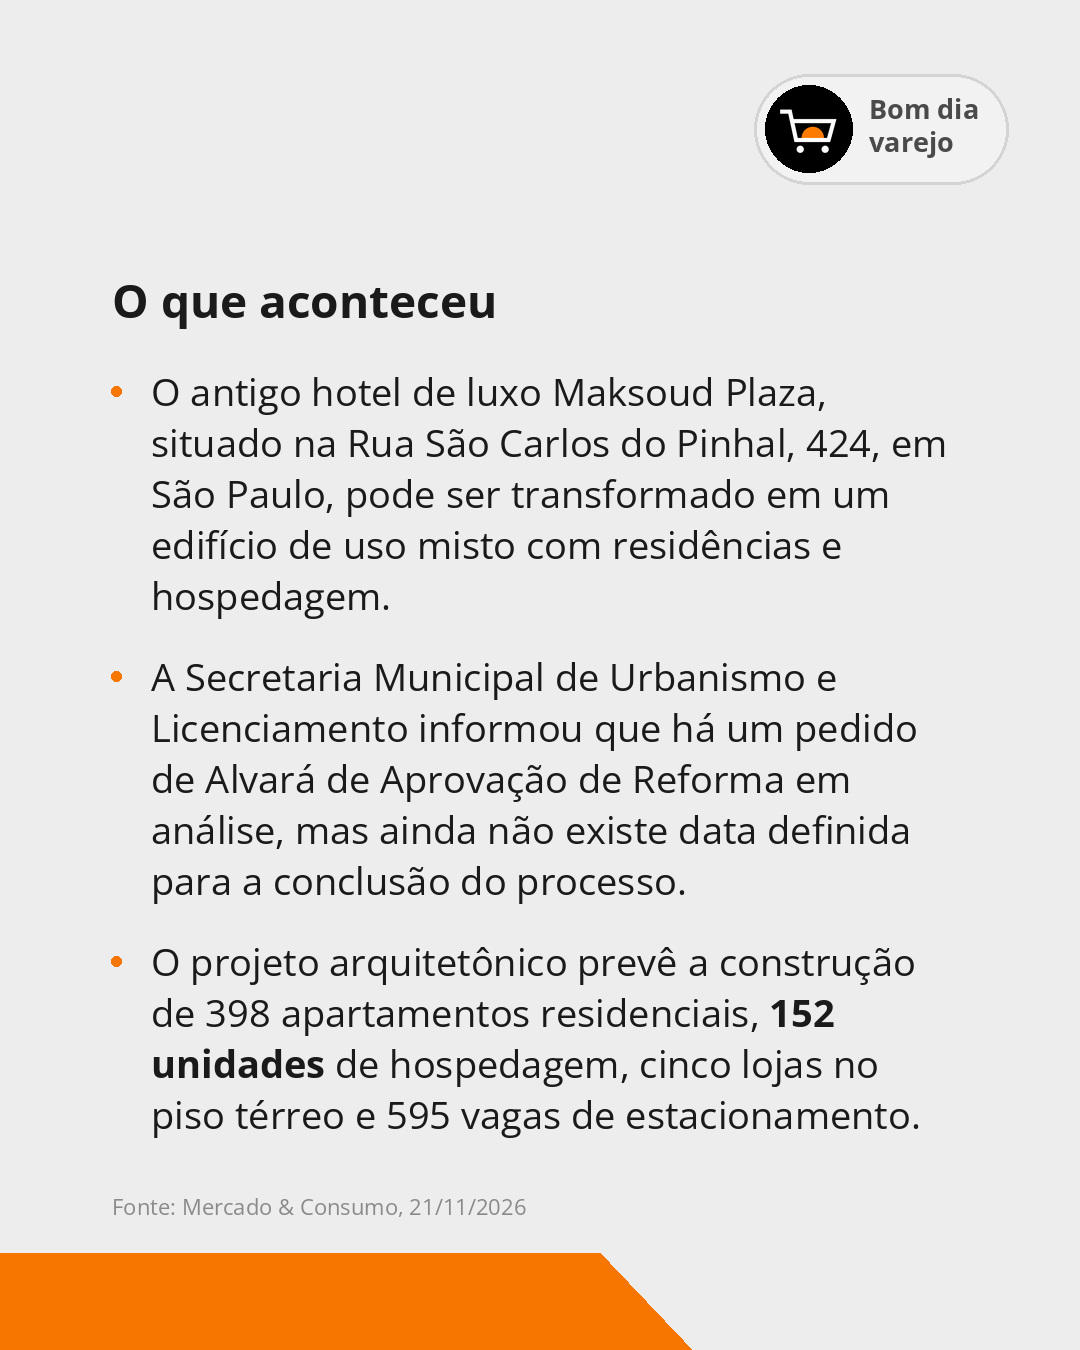 Bom dia
varejo
O que aconteceu
• O antigo hotel de luxo Maksoud Plaza,
situado na Rua São Carlos do Pinhal, 424, em
São Paulo, pode ser transformado em um
edifício de uso misto com residências e
hospedagem.
• A Secretaria Municipal de Urbanismo e
Licenciamento informou que há um pedido
de Alvará de Aprovação de Reforma em
análise, mas ainda não existe data definida
para a conclusão do processo.
• O projeto arquitetônico prevê a construção
de 398 apartamentos residenciais, 152
unidades de hospedagem, cinco lojas no
piso térreo e 595 vagas de estacionamento.
Fonte: Mercado & Consumo, 21/11/2026